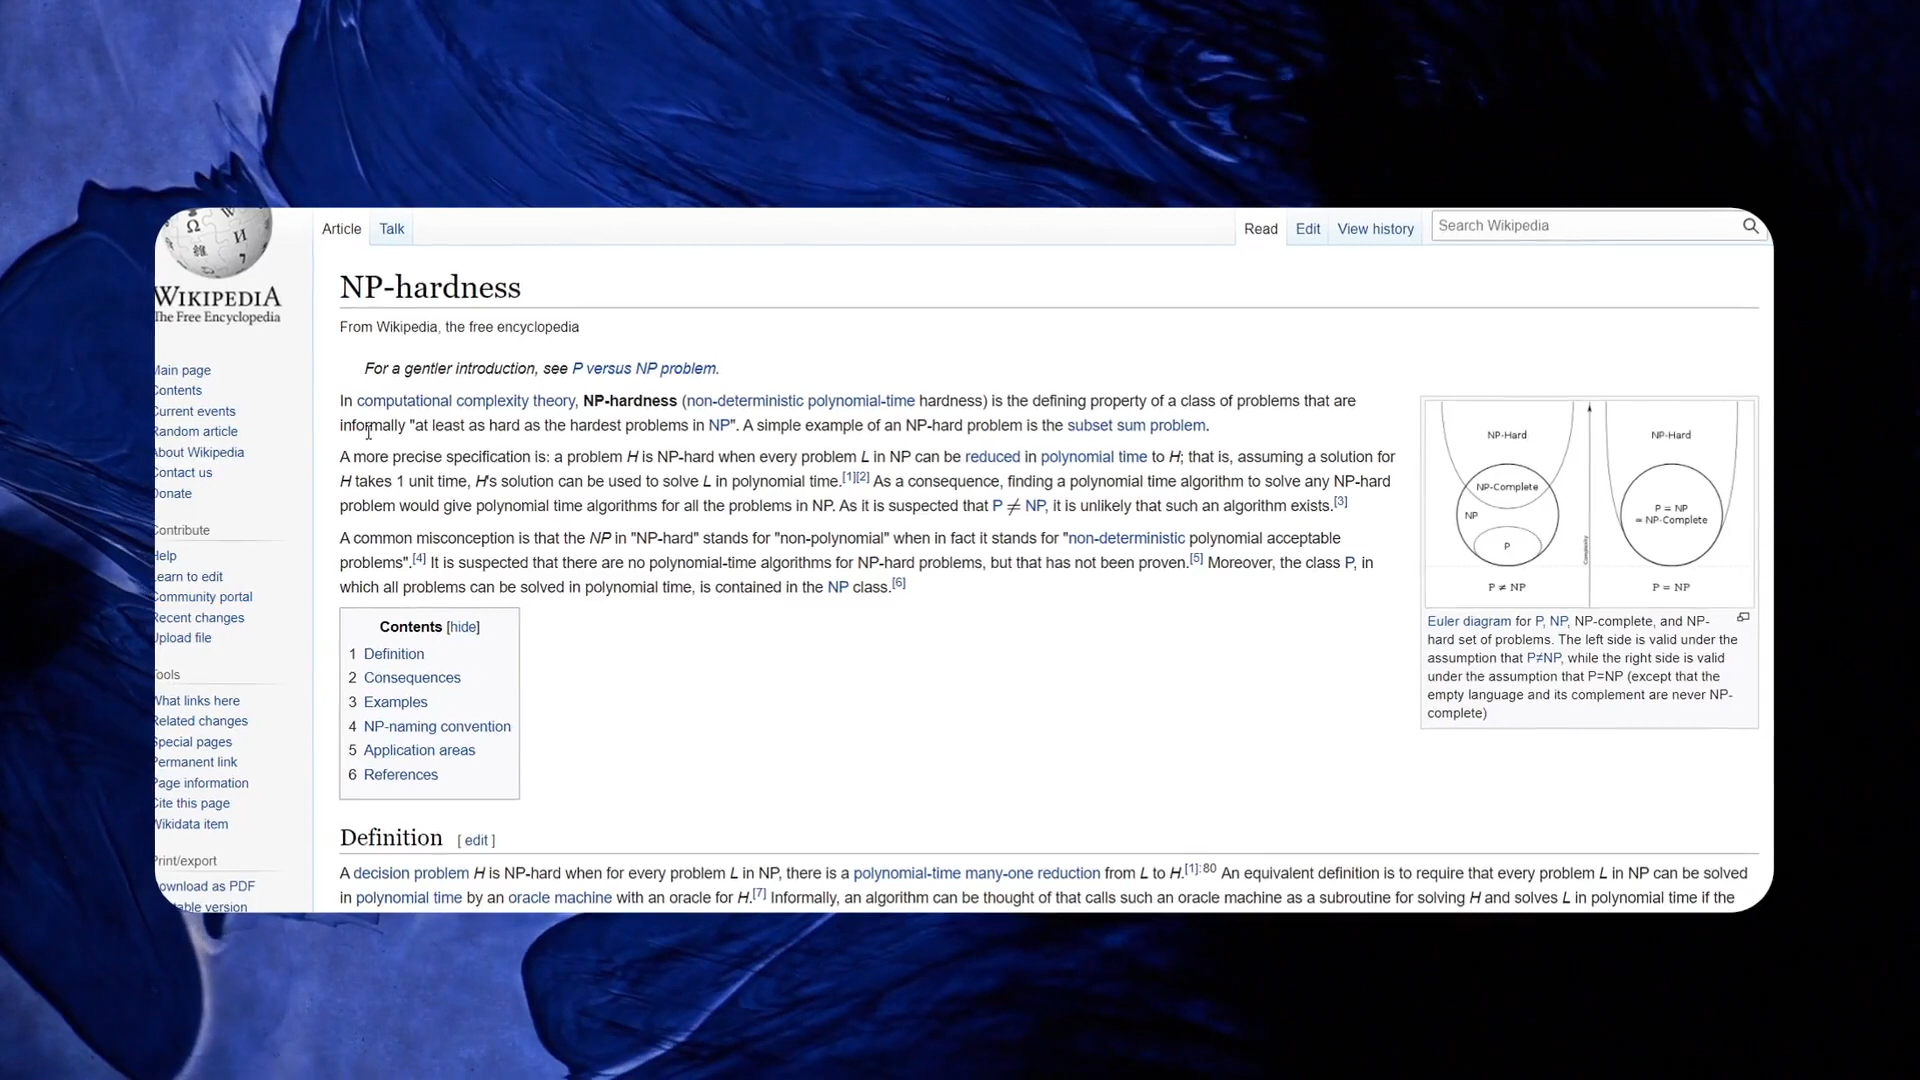 WIKIPEDIA
The Free Encyclopedia
Main page
Contents
Current events
Random article
About Wikipedia
Contact us
Donate
Contribute
Help
Learn to edit
Community portal
Recent changes
Upload file
Tools
What links here
Related changes
Special pages
Permanent link
Page information
Cite this page
Wikidata item
Print/export
ownload as PDF
table version
Article Talk
Read Edit View history Search Wikipedia
NP-hardness
From Wikipedia, the free encyclopedia
For a gentler introduction, see P versus NP problem.
In computational complexity theory, NP-hardness (non-deterministic polynomial-time hardness) is the defining property of a class of problems that are
informally "at least as hard as the hardest problems in NP". A simple example of an NP-hard problem is the subset sum problem.
A more precise specification is: a problem H is NP-hard when every problem L in NP can be reduced in polynomial time to H; that is, assuming a solution for
H takes 1 unit time, H's solution can be used to solve L in polynomial time.[1][2] As a consequence, finding a polynomial time algorithm to solve any NP-hard
problem would give polynomial time algorithms for all the problems in NP. As it is suspected that P ≠ NP, it is unlikely that such an algorithm exists.[3]
A common misconception is that the NP in "NP-hard" stands for "non-polynomial" when in fact it stands for "non-deterministic polynomial acceptable
problems".[4] It is suspected that there are no polynomial-time algorithms for NP-hard problems, but that has not been proven.[5] Moreover, the class P, in
which all problems can be solved in polynomial time, is contained in the NP class.[6]
NP-Hard
NP-Complete
NP
P
P ≠ NP
Complexity
NP-Hard
P = NP
= NP-Complete
P = NP
Euler diagram for P, NP, NP-complete, and NP-
hard set of problems. The left side is valid under the
assumption that P≠NP, while the right side is valid
under the assumption that P=NP (except that the
empty language and its complement are never NP-
complete)
Contents [hide]
1 Definition
2 Consequences
3 Examples
4 NP-naming convention
5 Application areas
6 References
Definition [ edit ]
A decision problem H is NP-hard when for every problem L in NP, there is a polynomial-time many-one reduction from L to H.[1]:80 An equivalent definition is to require that every problem L in NP can be solved
in polynomial time by an oracle machine with an oracle for H.[7] Informally, an algorithm can be thought of that calls such an oracle machine as a subroutine for solving H and solves L in polynomial time if the